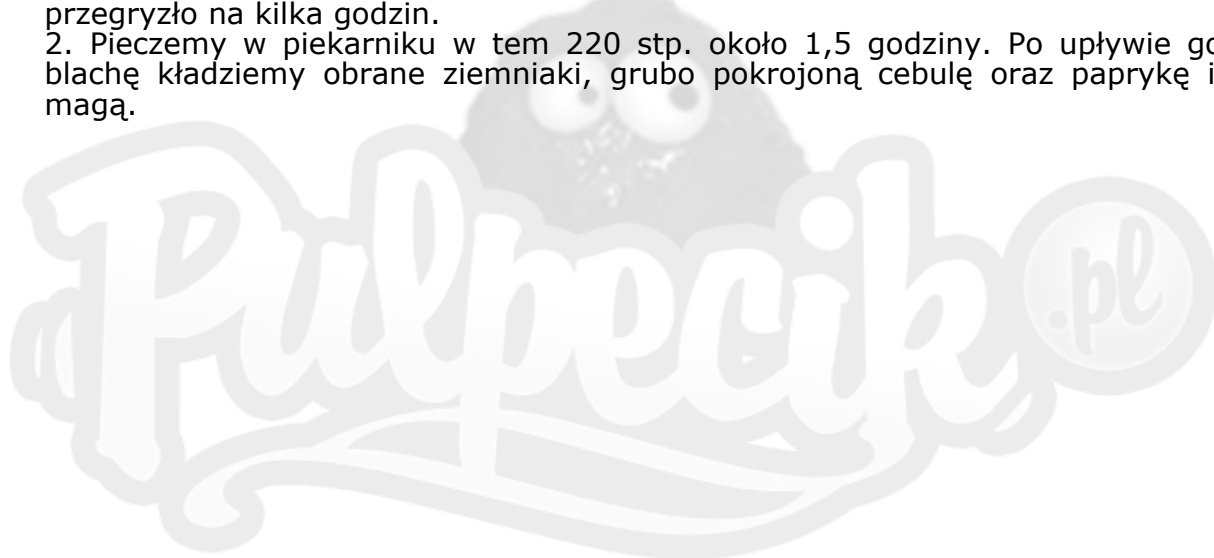 przegryzło na kilka godzin.
2. Pieczemy w piekarniku w tem 220 stp. około 1,5 godziny. Po upływie
blachę kładziemy obrane ziemniaki, grubo pokrojoną cebulę oraz paprykę i
magą.
Pulpecik.pl